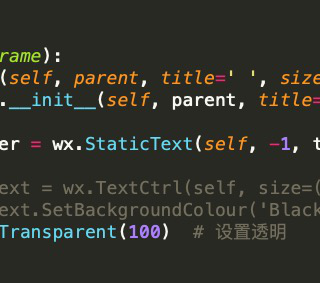 rame):
(self, parent, title=' ', size
.__init__(self, parent, title=
er = wx.StaticText(self, -1, t
ext = wx.TextCtrl(self, size=(
ext.SetBackgroundColour('Black
Transparent(100)  # 设置透明